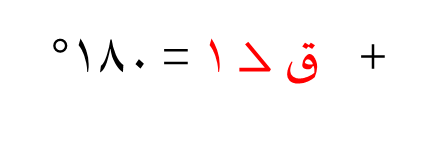 + ق ∠ ١ = ١٨٠°